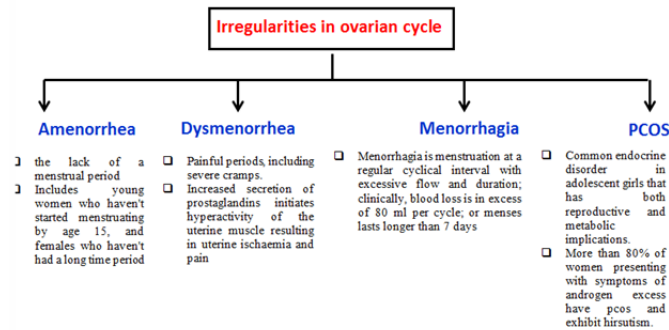 Irregularities in ovarian cycle
Amenorrhea
the lack of a
menstrual period
Includes young
women who haven't
started menstruating
by age 15, and
females who haven't
had a long time period
Dysmenorrhea
Painful periods, including
severe cramps.
Increased secretion of
prostaglandins initiates
hyperactivity of the
uterine muscle resulting
in uterine ischaemia and
pain
Menorrhagia
Menorrhagia is menstruation at a
regular cyclical interval with
excessive flow and duration;
clinically, blood loss is in excess
of 80 ml per cycle; or menses
lasts longer than 7 days
PCOS
Common endocrine
disorder in
adolescent girls that
has both
reproductive and
metabolic
implications.
More than 80% of
women presenting
with symptoms of
androgen excess
have pcos and
exhibit hirsutism.